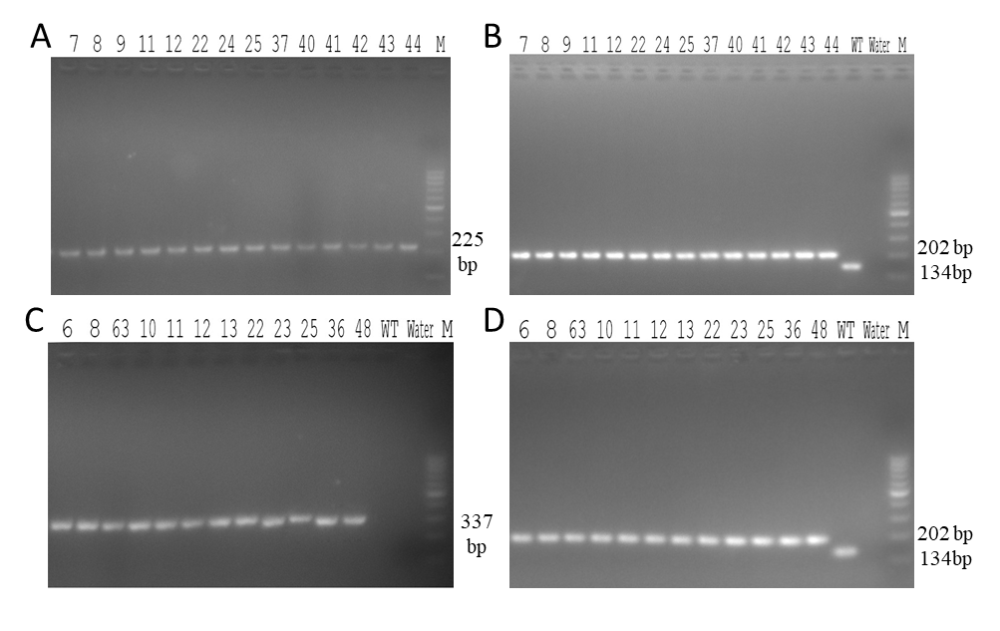 A 7 8 9 11 12 22 24 25 37 40 41 42 43 44 M
225
bp
B 7 8 9 11 12 22 24 25 37 40 41 42 43 44 WT Water M
202 bp
134bp
C 6 8 63 10 11 12 13 22 23 25 36 48 WT Water M
337
bp
D 6 8 63 10 11 12 13 22 23 25 36 48 WT Water M
202 bp
134bp